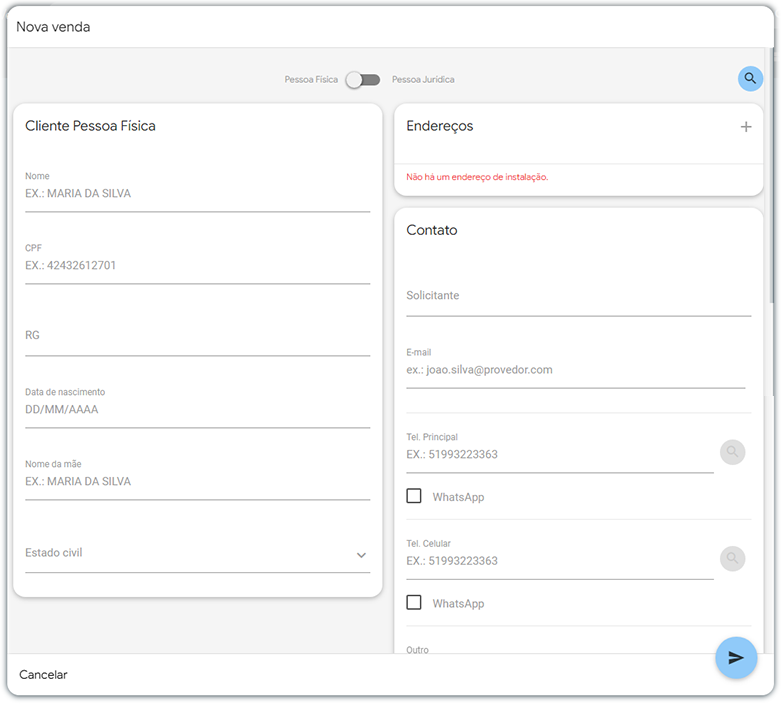 Nova venda
Pessoa Física
Pessoa Jurídica
Cliente Pessoa Física
Nome
EX.: MARIA DA SILVA
CPF
EX.: 42432612701
RG
Data de nascimento
DD/MM/AAAA
Nome da mãe
EX.: MARIA DA SILVA
Estado civil
Endereços
Não há um endereço de instalação.
Contato
Solicitante
E-mail
ex.: joao.silva@provedor.com
Tel. Principal
EX.: 51993223363
WhatsApp
Tel. Celular
EX.: 51993223363
WhatsApp
Outro
Cancelar